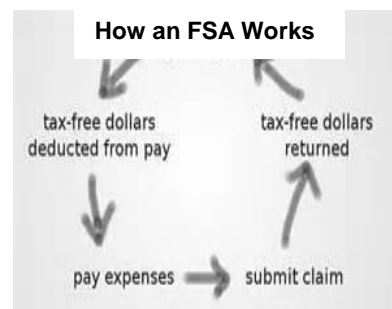 How an FSA Works
tax-free dollars
deducted from pay
tax-free dollars
returned
pay expenses
submit claim